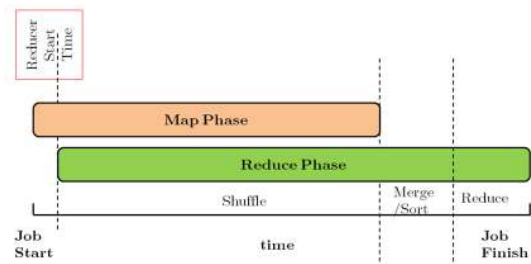 Reducer
Start
Time
Map Phase
Reduce Phase
Shuffle
Merge
/Sort
Reduce
Job
Start
time
Job
Finish